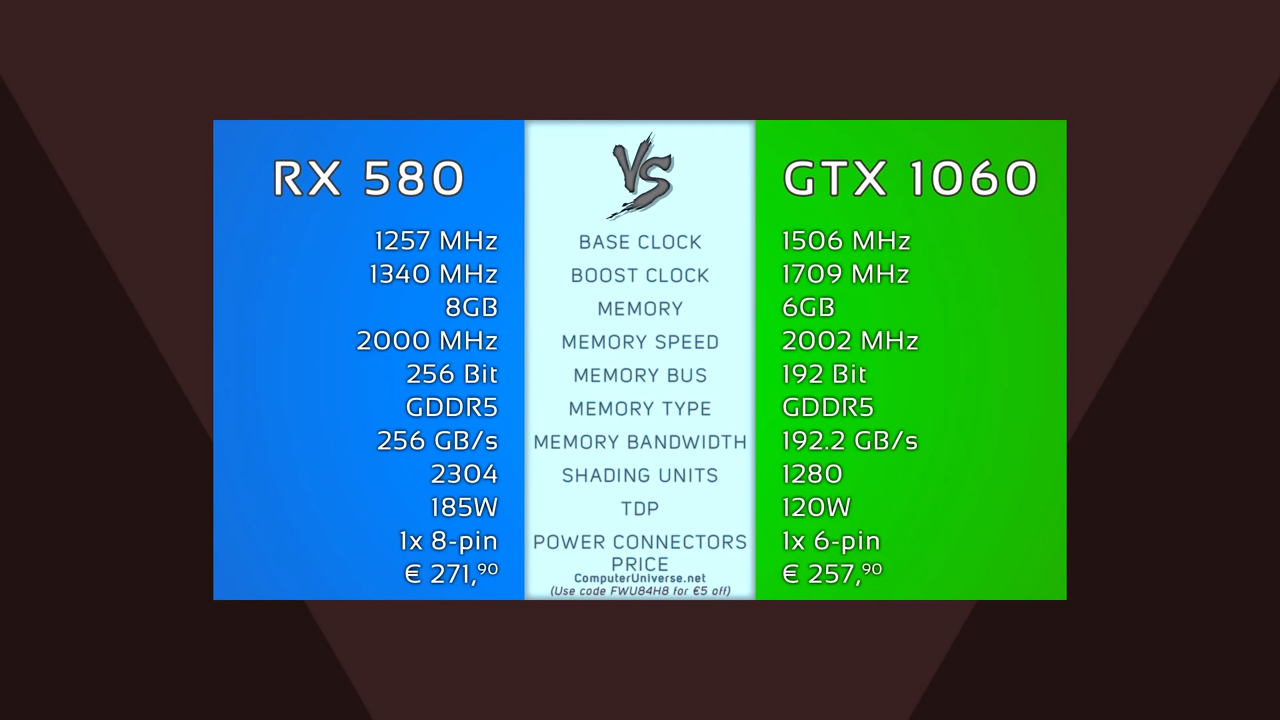 RX 580 VS GTX 1060
1257 MHz BASE CLOCK 1506 MHz
1340 MHz BOOST CLOCK 1709 MHz
8GB MEMORY 6GB
2000 MHz MEMORY SPEED 2002 MHz
256 Bit MEMORY BUS 192 Bit
GDDR5 MEMORY TYPE GDDR5
256 GB/s MEMORY BANDWIDTH 192.2 GB/s
2304 SHADING UNITS 1280
185W TDP 120W
1x 8-pin POWER CONNECTORS 1x 6-pin
€ 271,90 PRICE € 257,90
ComputerUniverse.net
(Use code FWU84H8 for €5 off)